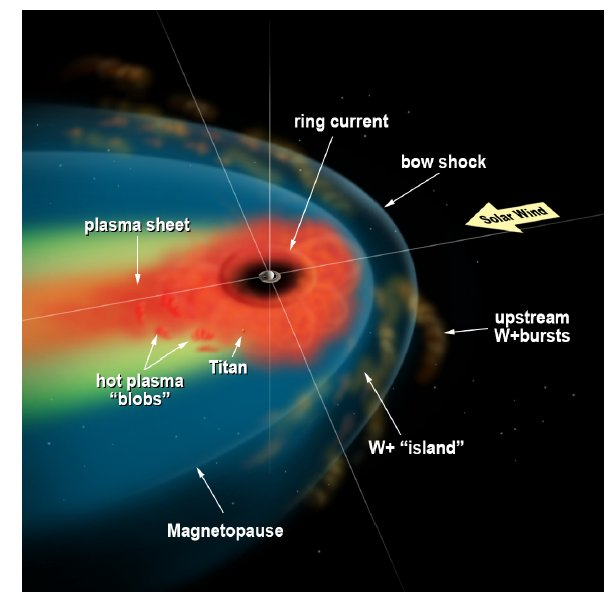 ring current
bow shock
Solar Wind
plasma sheet
upstream
W+bursts
Titan
hot plasma
"blobs"
W+ "island"
Magnetopause